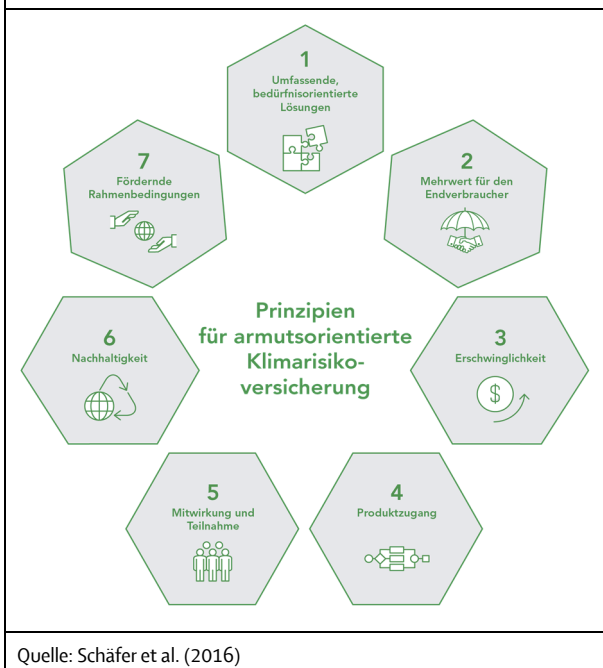 1
Umfassende,
bedürfnisorientierte
Lösungen
2
Mehrwert für den
Endverbraucher
3
Erschwinglichkeit
$
4
Produktzugang
5
Mitwirkung und
Teilnahme
6
Nachhaltigkeit
7
Fördernde
Rahmenbedingungen
Prinzipien
für armutsorientierte
Klimarisiko-
versicherung
Quelle: Schäfer et al. (2016)